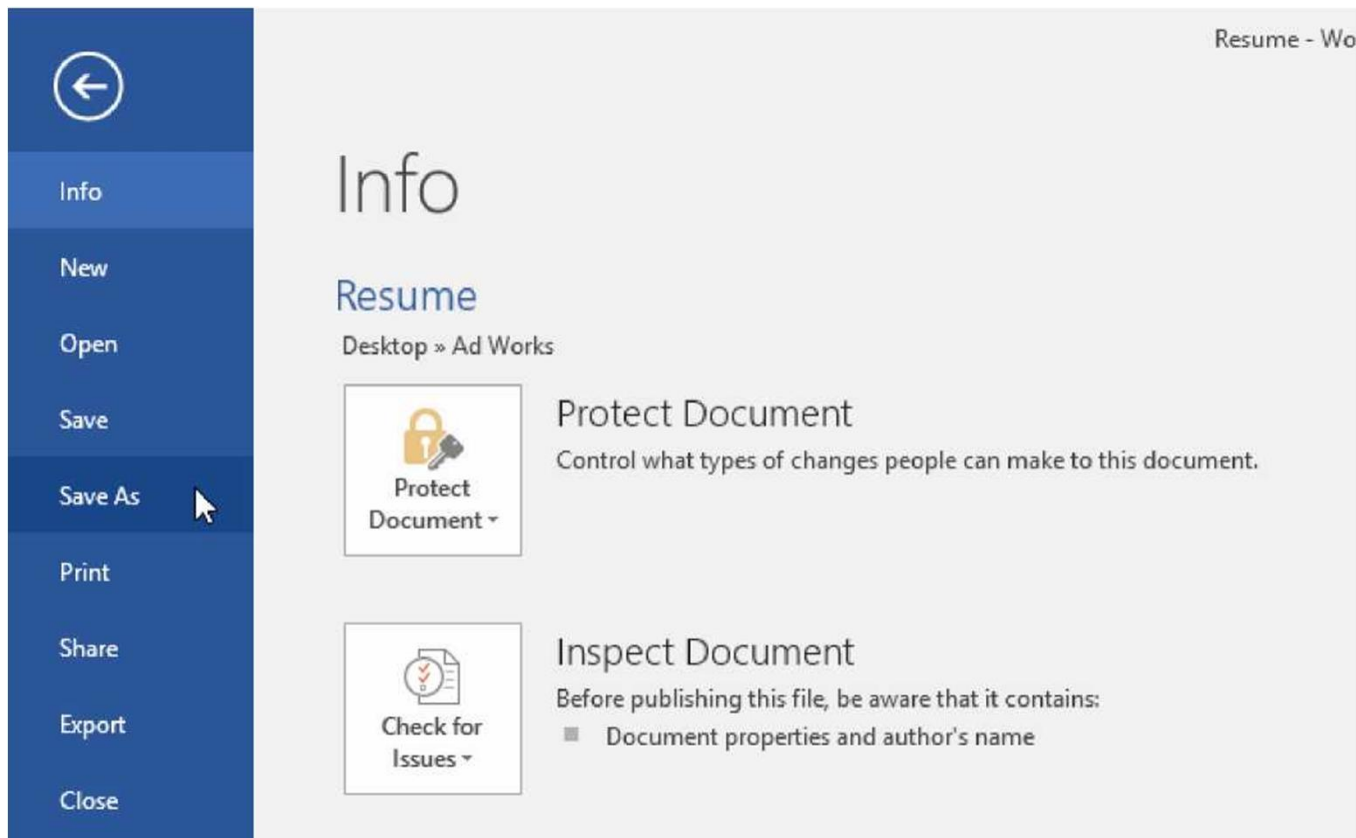 Resume - Wo
Info
New
Open
Save
Save As
Print
Share
Export
Close
Info
Resume
Desktop » Ad Works
Protect
Document
Protect Document
Control what types of changes people can make to this document.
Check for
Issues
Inspect Document
Before publishing this file, be aware that it contains:
Document properties and author's name